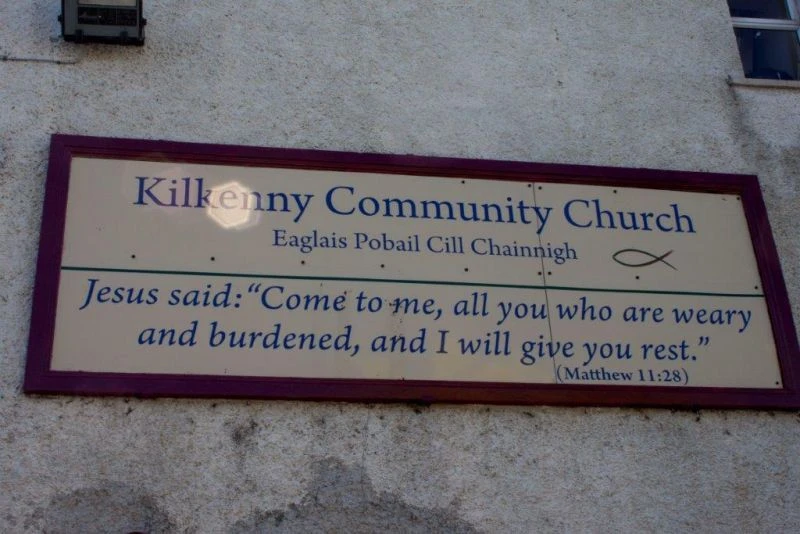 Kilkenny Community Church
Eaglais Pobail Cill Chainnigh
Jesus said: “Come to me, all you who are weary
and burdened, and I will give you rest.”
(Matthew 11:28)